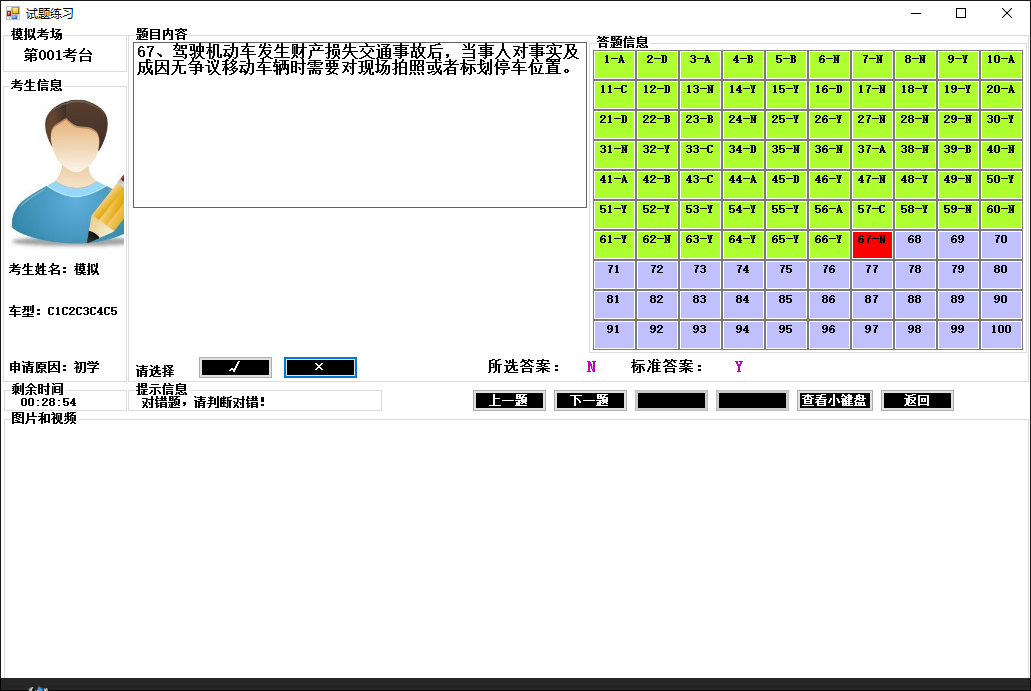 试题练习
模拟考场
第001考台
考生信息
考生姓名：模拟
车型：C1C2C3C4C5
申请原因：初学
题目内容
67、驾驶机动车发生财产损失交通事故后，当事人对事实及
成因无争议移动车辆时需要对现场拍照或者标划停车位置。
请选择 √ ×
所选答案： N 标准答案： Y
答题信息
1-A 2-D 3-A 4-B 5-B 6-N 7-N 8-N 9-Y 10-A
11-C 12-D 13-N 14-Y 15-Y 16-D 17-N 18-Y 19-Y 20-A
21-D 22-B 23-B 24-N 25-Y 26-Y 27-N 28-N 29-N 30-Y
31-N 32-Y 33-C 34-D 35-N 36-N 37-A 38-N 39-B 40-N
41-A 42-B 43-C 44-A 45-D 46-Y 47-N 48-Y 49-N 50-Y
51-Y 52-Y 53-Y 54-Y 55-Y 56-A 57-C 58-Y 59-N 60-N
61-Y 62-N 63-Y 64-Y 65-Y 66-Y 67-N 68 69 70
71 72 73 74 75 76 77 78 79 80
81 82 83 84 85 86 87 88 89 90
91 92 93 94 95 96 97 98 99 100
剩余时间
00:28:54
提示信息
对错题，请判断对错！
上一题 下一题 查看小键盘 返回
图片和视频